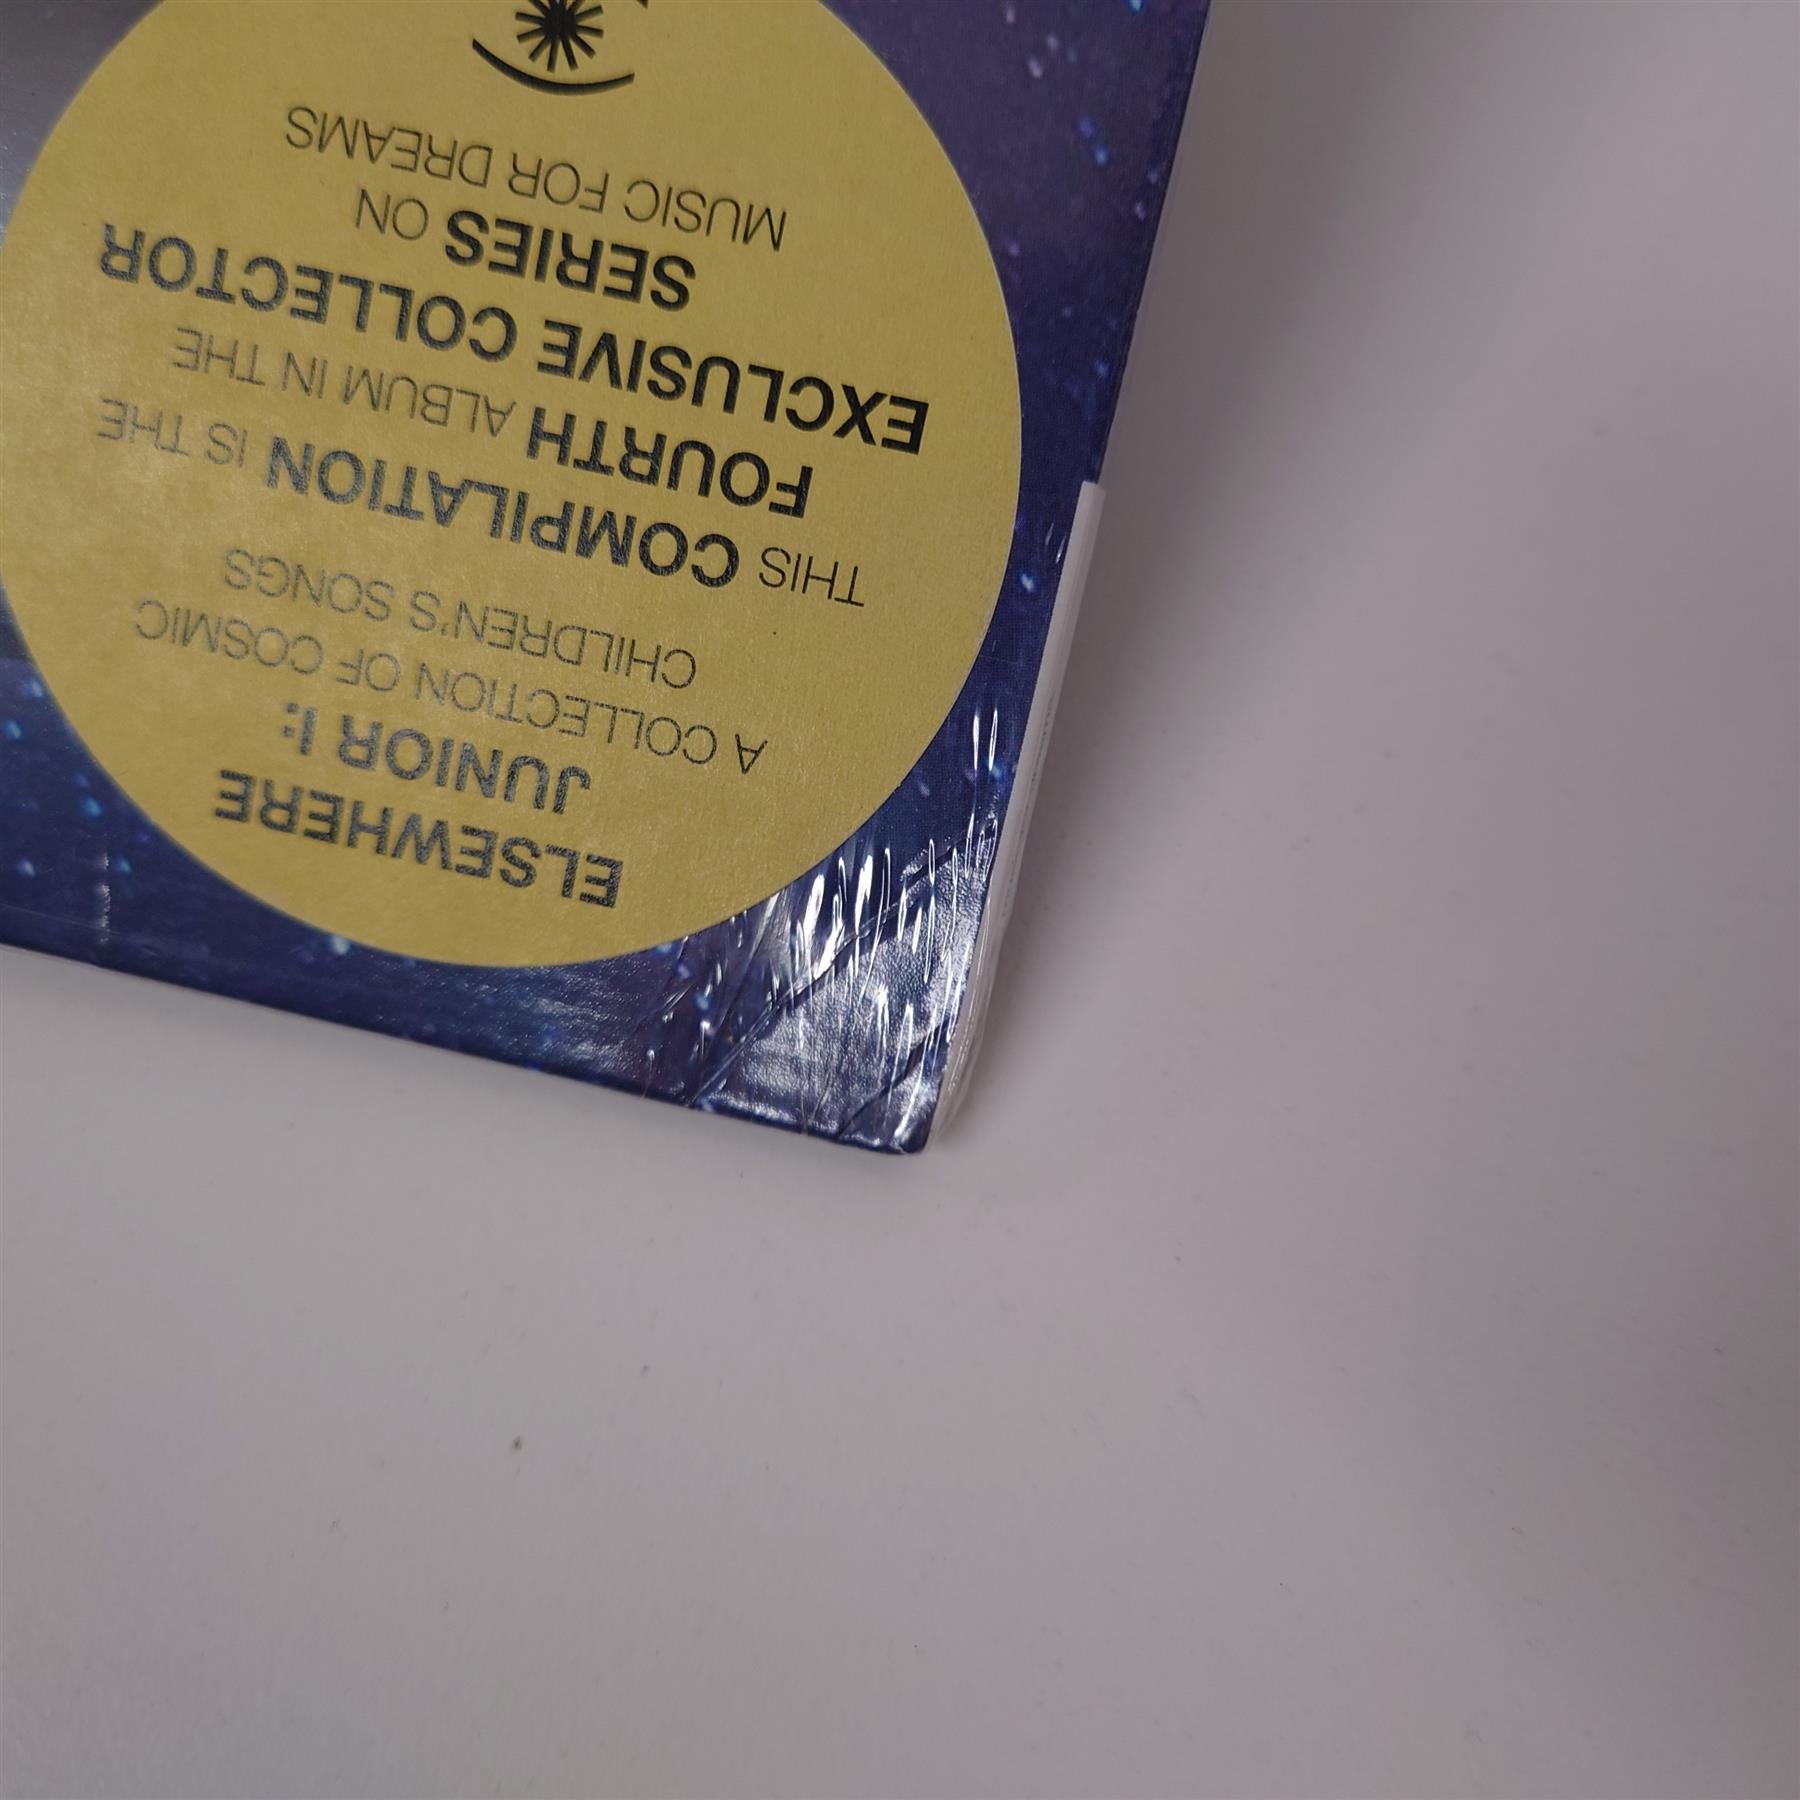 ELSEWHERE
JUNIOR I:
A COLLECTION OF COSMIC
CHILDREN'S SONGS
THIS COMPILATION IS THE
FOURTH ALBUM IN THE
EXCLUSIVE COLLECTOR
SERIES ON
MUSIC FOR DREAMS